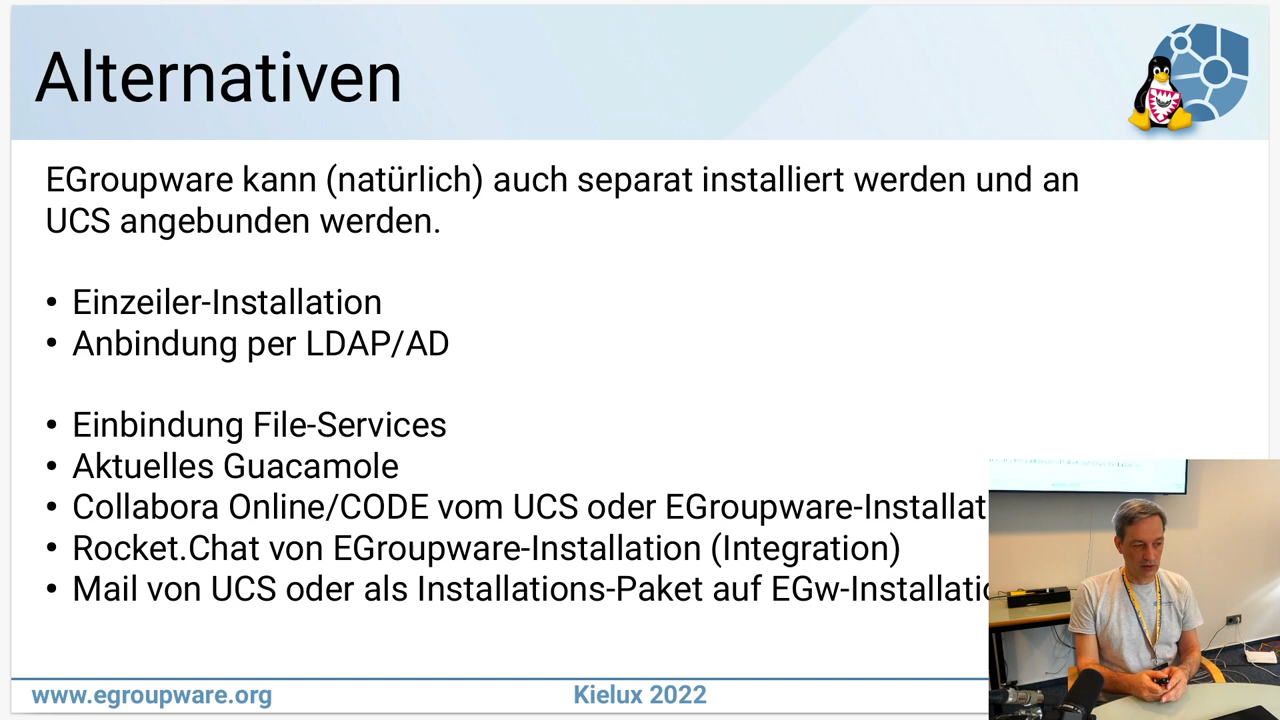 Alternativen
EGroupware kann (natürlich) auch separat installiert werden und an
UCS angebunden werden.
• Einzeiler-Installation
• Anbindung per LDAP/AD
• Einbindung File-Services
• Aktuelles Guacamole
• Collabora Online/CODE vom UCS oder EGroupware-Installat
• Rocket.Chat von EGroupware-Installation (Integration)
• Mail von UCS oder als Installations-Paket auf EGw-Installatio
www.egroupware.org
Kielux 2022